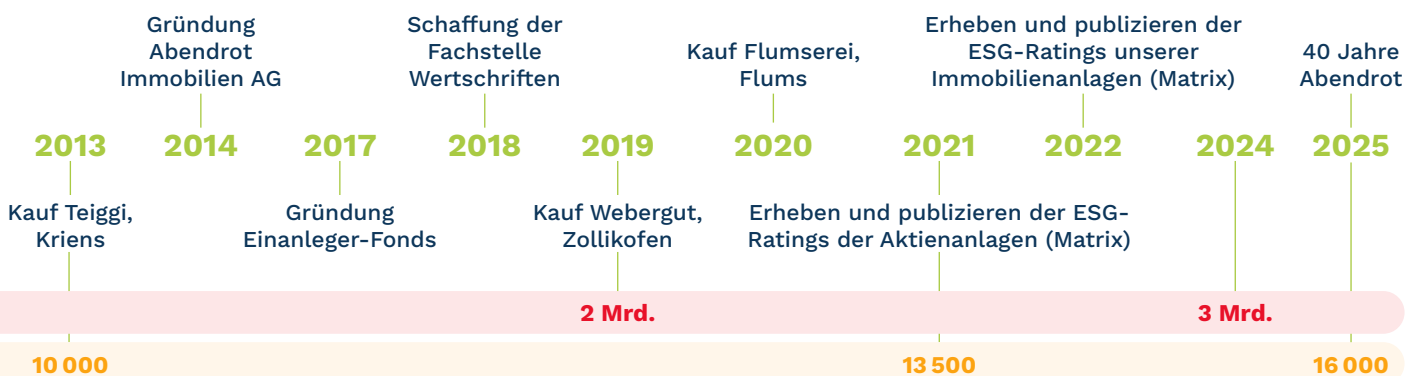 Gründung
Abendrot
Immobilien AG
Schaffung der
Fachstelle
Wertschriften
Kauf Flumserei,
Flums
Erheben und publizieren der
ESG-Ratings unserer
Immobilienanlagen (Matrix)
40 Jahre
Abendrot
2013 2014 2017 2018 2019 2020 2021 2022 2024 2025
Kauf Teiggi,
Kriens
Gründung
Einanleger-Fonds
Kauf Webergut,
Zollikofen
Erheben und publizieren der ESG-
Ratings der Aktienanlagen (Matrix)
2 Mrd. 3 Mrd.
10 000 13 500 16 000